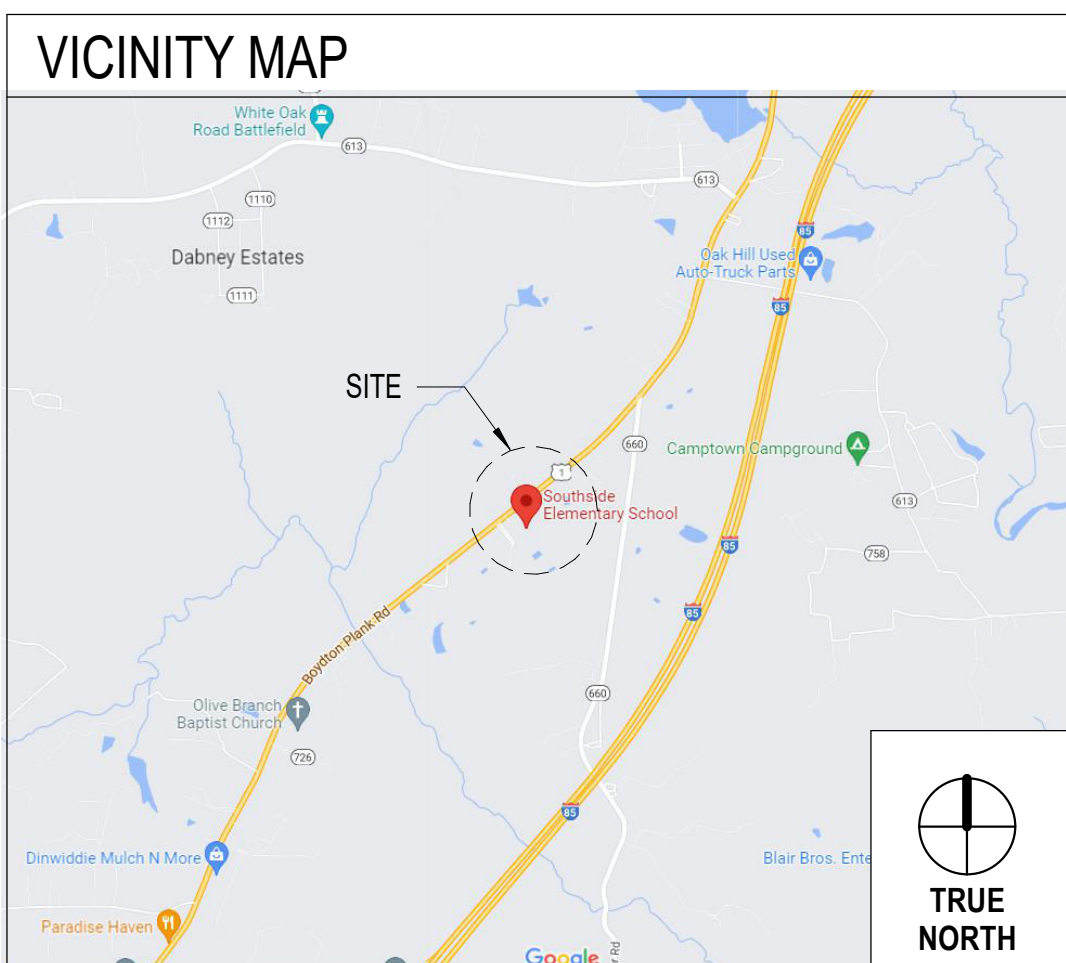 VICINITY MAP
White Oak
Road Battlefield
613
613
1110
1112
Dabney Estates
85
Oak Hill Used
Auto-Truck Parts
1111
85
SITE
660
Camptown Campground
1
Southside
Elementary School
613
85
758
85
Boydton Plank Rd
660
Olive Branch
Baptist Church
726
85
Dinwiddie Mulch N More
Blair Bros. Ente
Paradise Haven
TRUE
NORTH
Google
r Rd